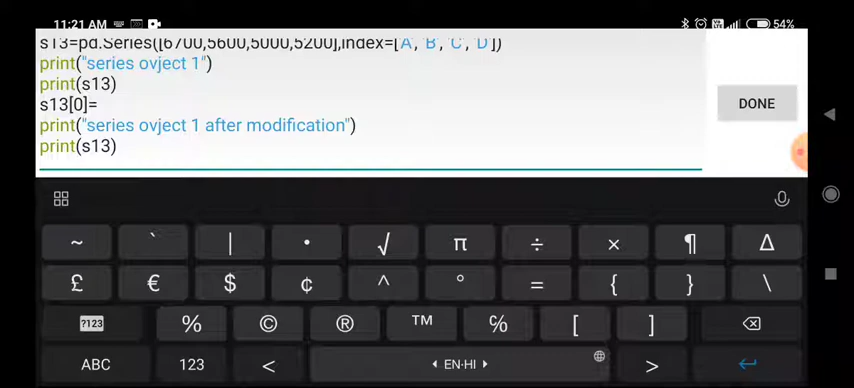 11:21 AM 54%
s13=pd.Series([6700,5600,5000,5200],index=['A','B','C','D'])
print("series ovject 1")
print(s13)
s13[0]=
print("series ovject 1 after modification")
print(s13)
DONE
~ ` | • √ π ÷ × ¶ Δ
£ € $ ¢ ^ ° = { } \
?123 % © ® ™ ℅ [ ]
ABC 123 < EN-HI >